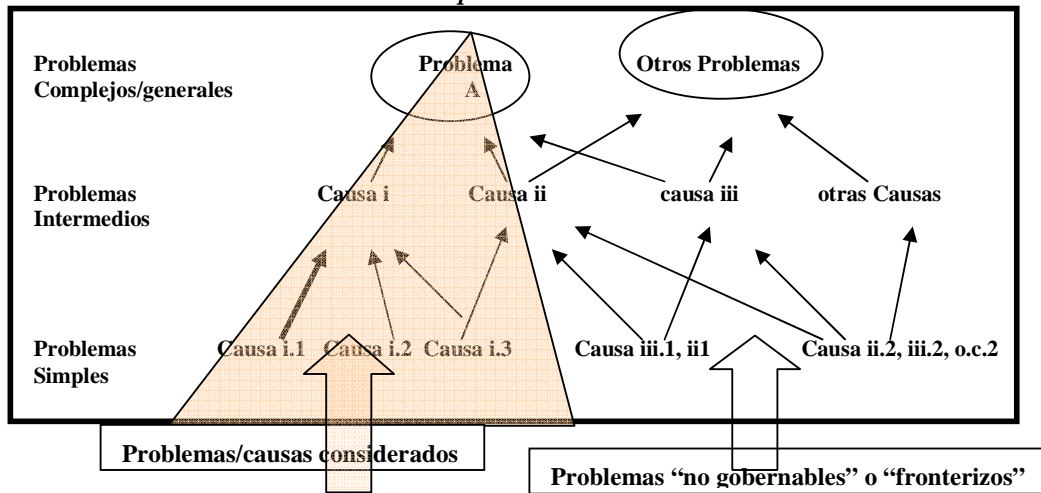 Problemas
Complejos/generales
Problema
A
Otros Problemas
Problemas
Intermedios
Causa i
Causa ii
causa iii
otras Causas
Problemas
Simples
Causa i.1
Causa i.2
Causa i.3
Causa iii.1, ii1
Causa ii.2, iii.2, o.c.2
Problemas/causas considerados
Problemas “no gobernables” o “fronterizos”